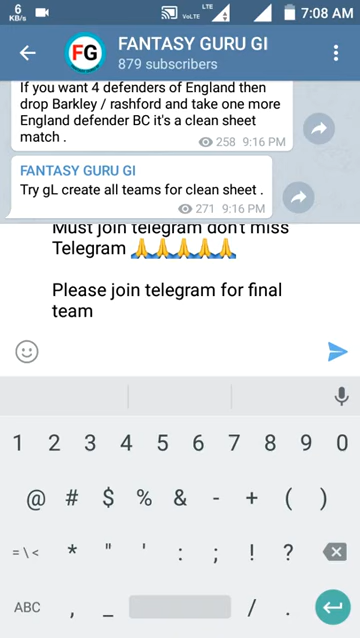 6
KB/s
VoLTE
LTE
7:08 AM
FG
FANTASY GURU GI
879 subscribers
If you want 4 defenders of England then
drop Barkley / rashford and take one more
England defender BC it's a clean sheet
match .
258 9:16 PM
FANTASY GURU GI
Try gL create all teams for clean sheet .
271 9:16 PM
Must join telegram don't miss
Telegram 🙏🙏🙏🙏🙏
Please join telegram for final
team
1 2 3 4 5 6 7 8 9 0
@ # $ % & - + ( )
= \ < * " ' : ; ! ?
ABC , _ / .